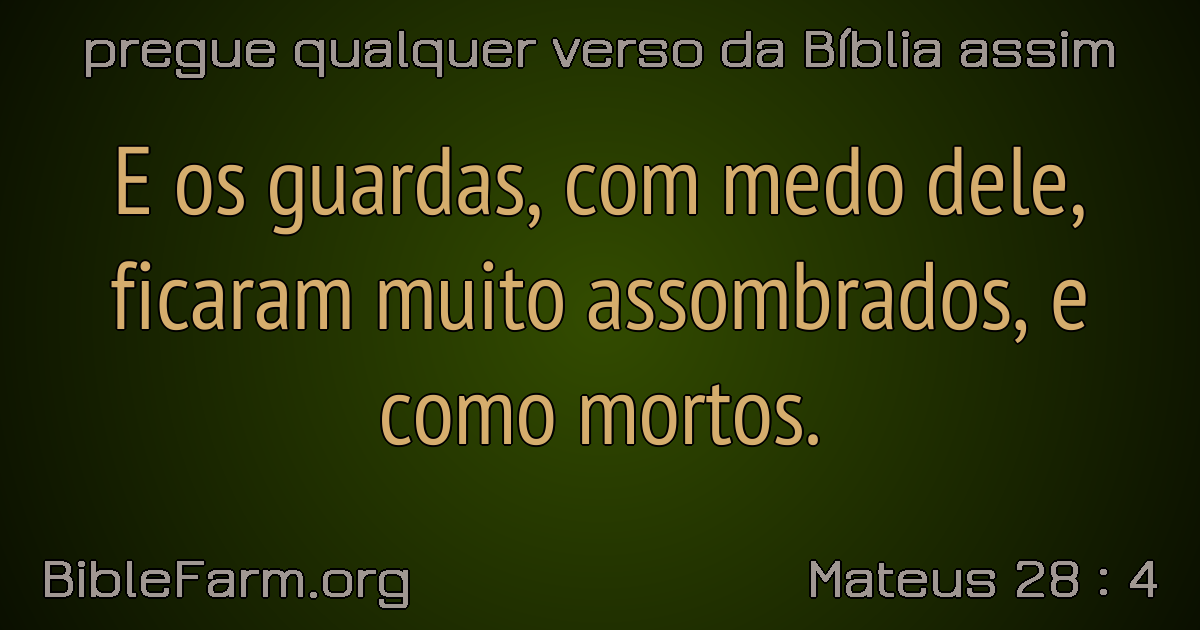 pregue qualquer verso da Bíblia assim
E os guardas, com medo dele,
ficaram muito assombrados, e
como mortos.
BibleFarm.org
Mateus 28 : 4